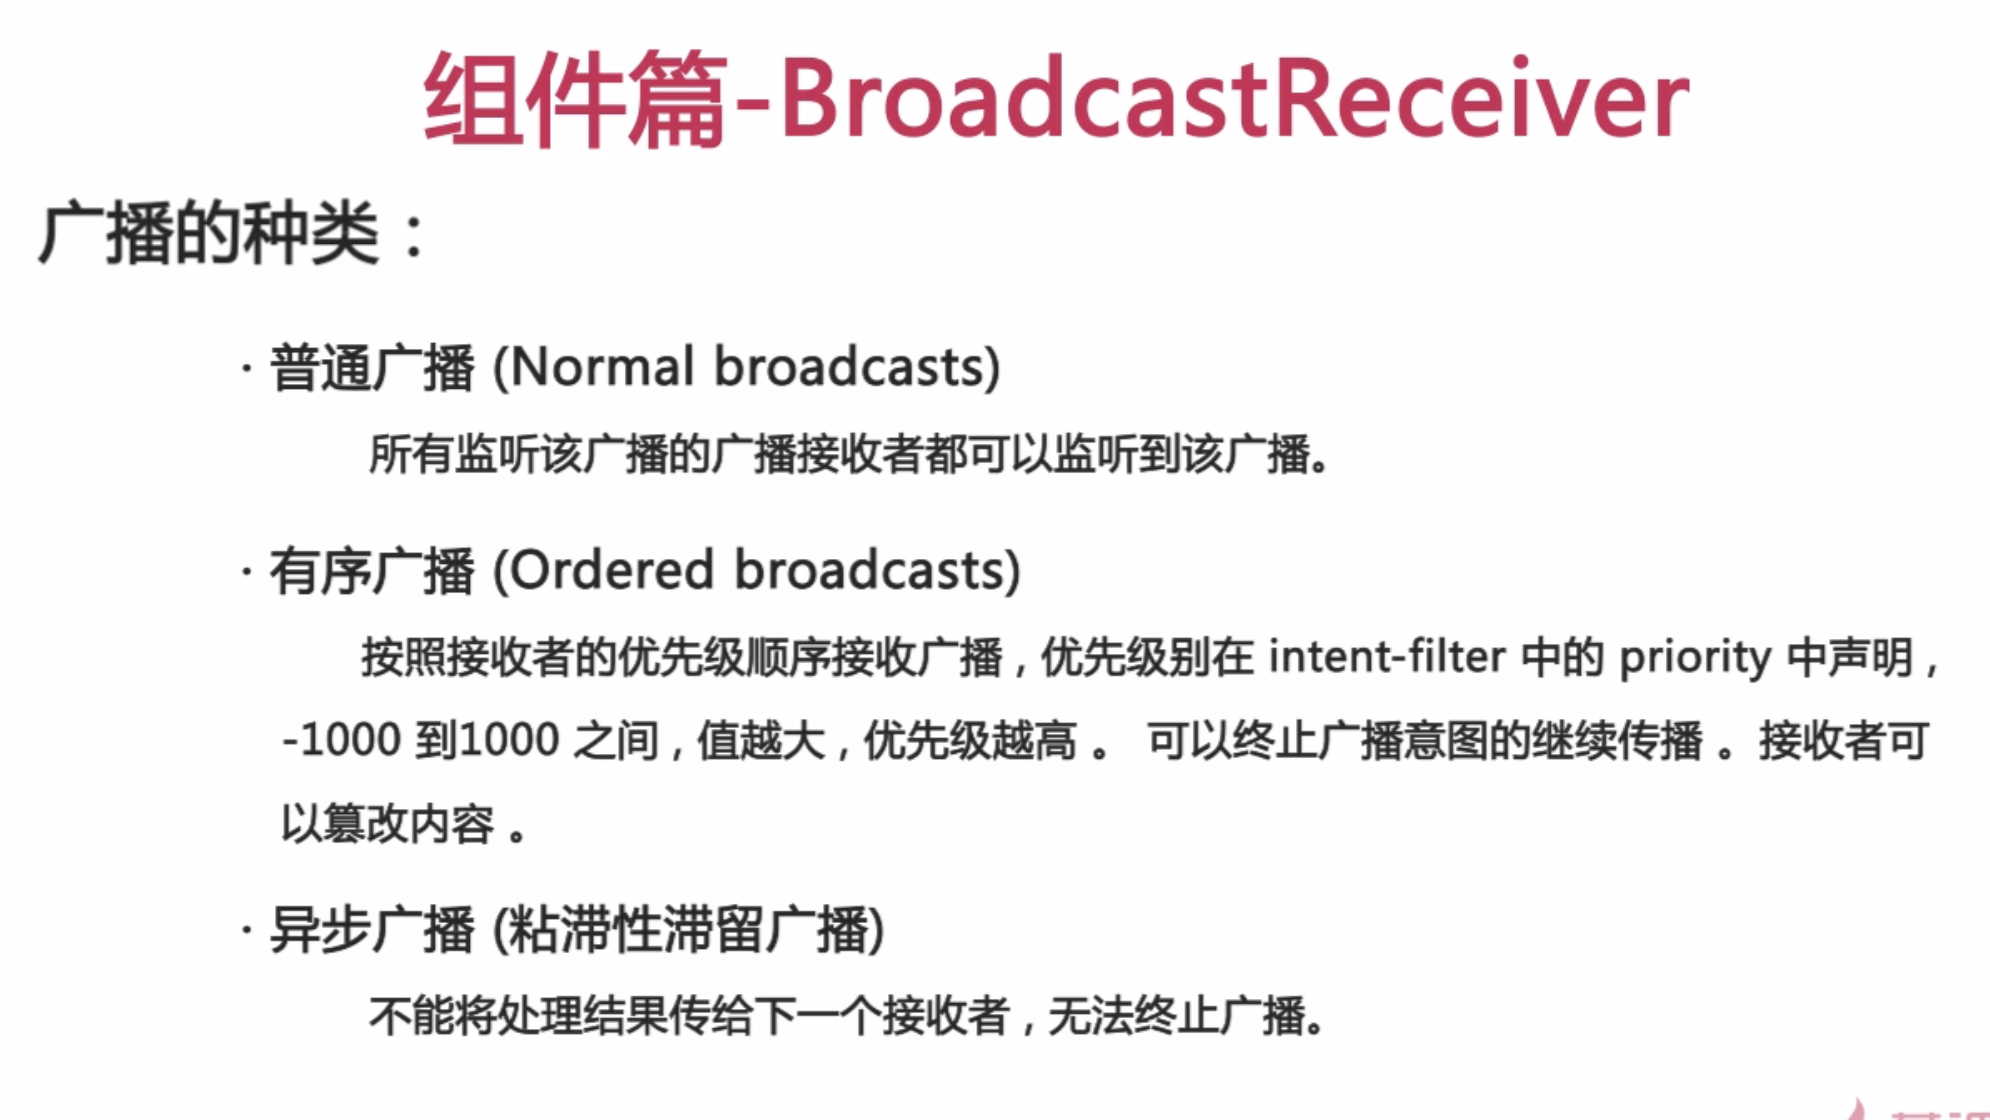 组件篇-BroadcastReceiver
广播的种类：
· 普通广播 (Normal broadcasts)
所有监听该广播的广播接收者都可以监听到该广播。
· 有序广播 (Ordered broadcasts)
按照接收者的优先级顺序接收广播，优先级别在 intent-filter 中的 priority 中声明，
-1000 到1000 之间，值越大，优先级越高 。 可以终止广播意图的继续传播 。接收者可
以篡改内容 。
· 异步广播 (粘滞性滞留广播)
不能将处理结果传给下一个接收者，无法终止广播。